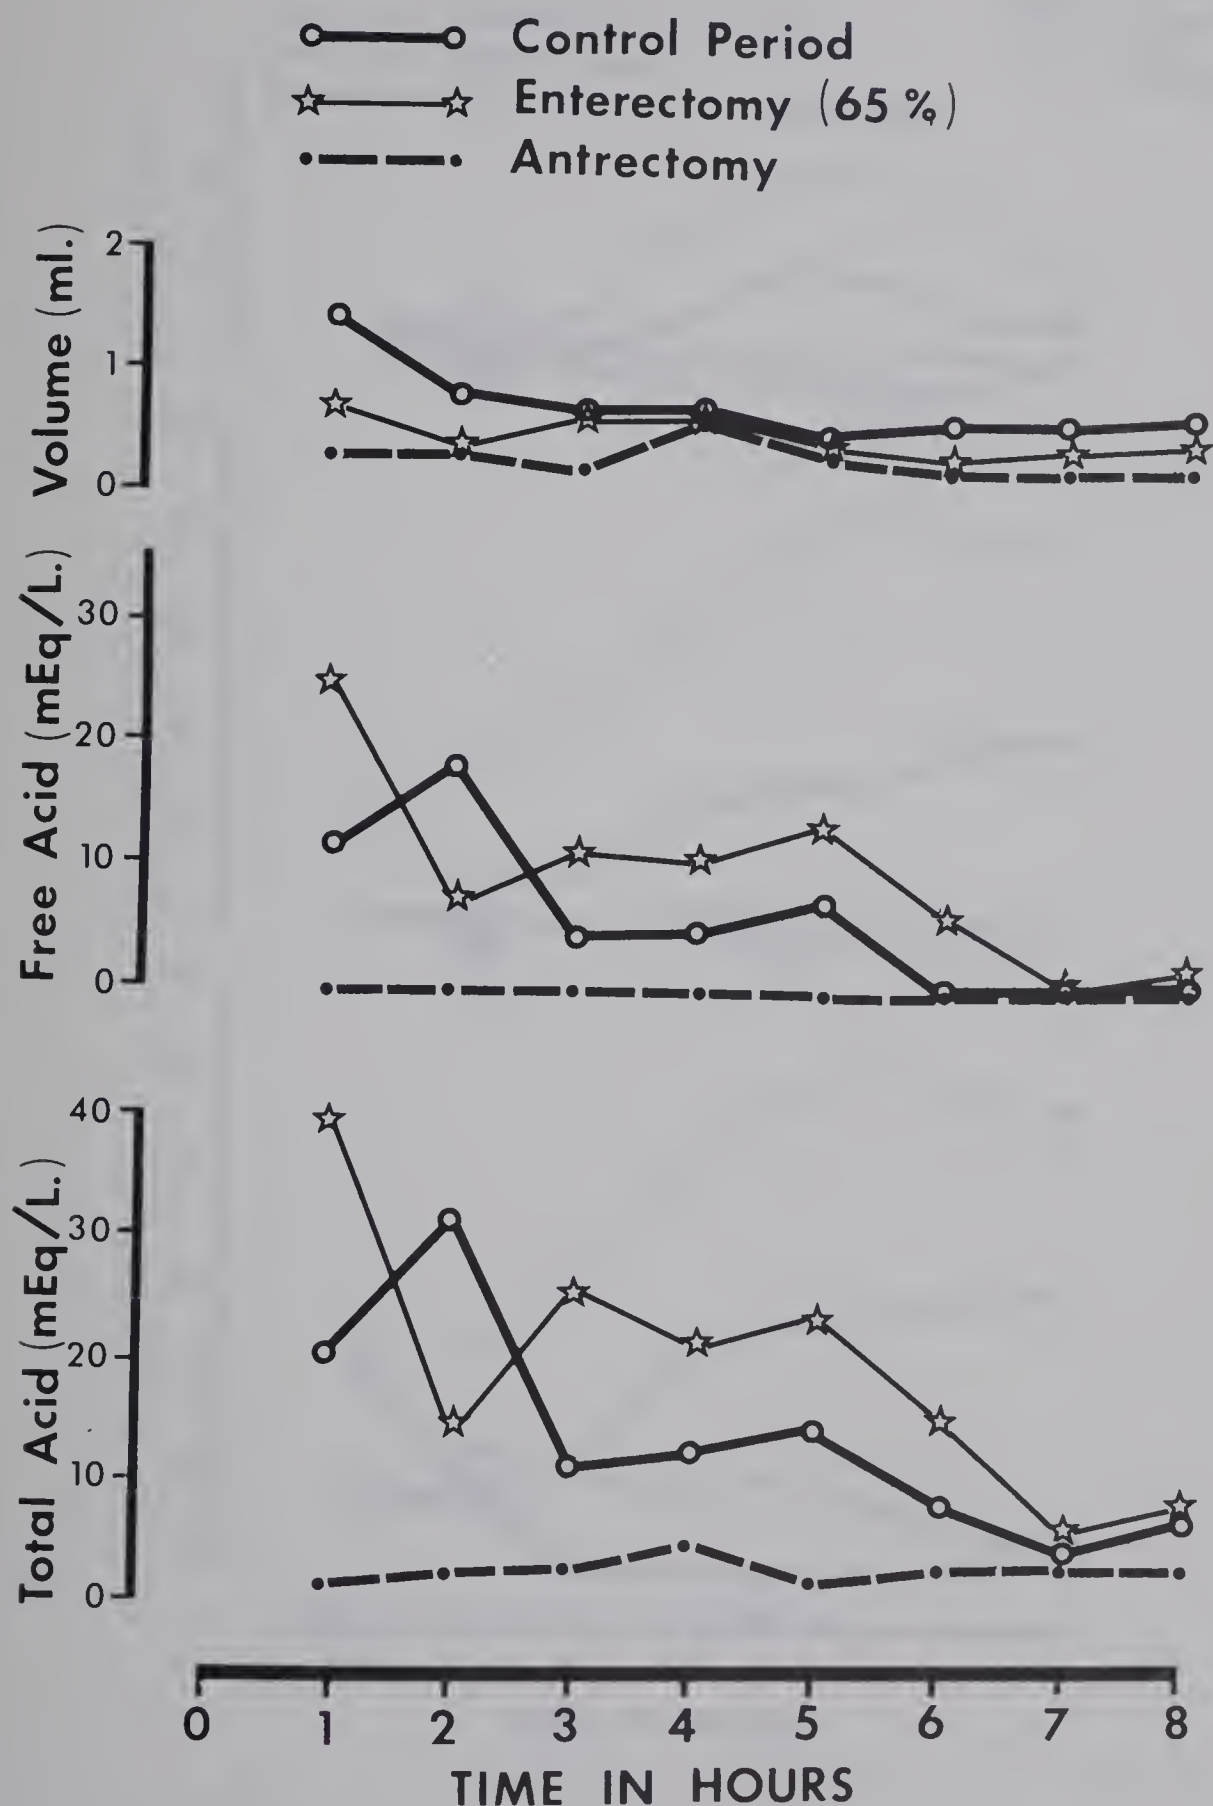 Control Period
Enterectomy (65 %)
Antrectomy
Volume (ml.)
2
1
0
Free Acid (mEq/L.)
30
20
10
0
Total Acid (mEq/L.)
40
30
20
10
0
0 1 2 3 4 5 6 7 8
TIME IN HOURS